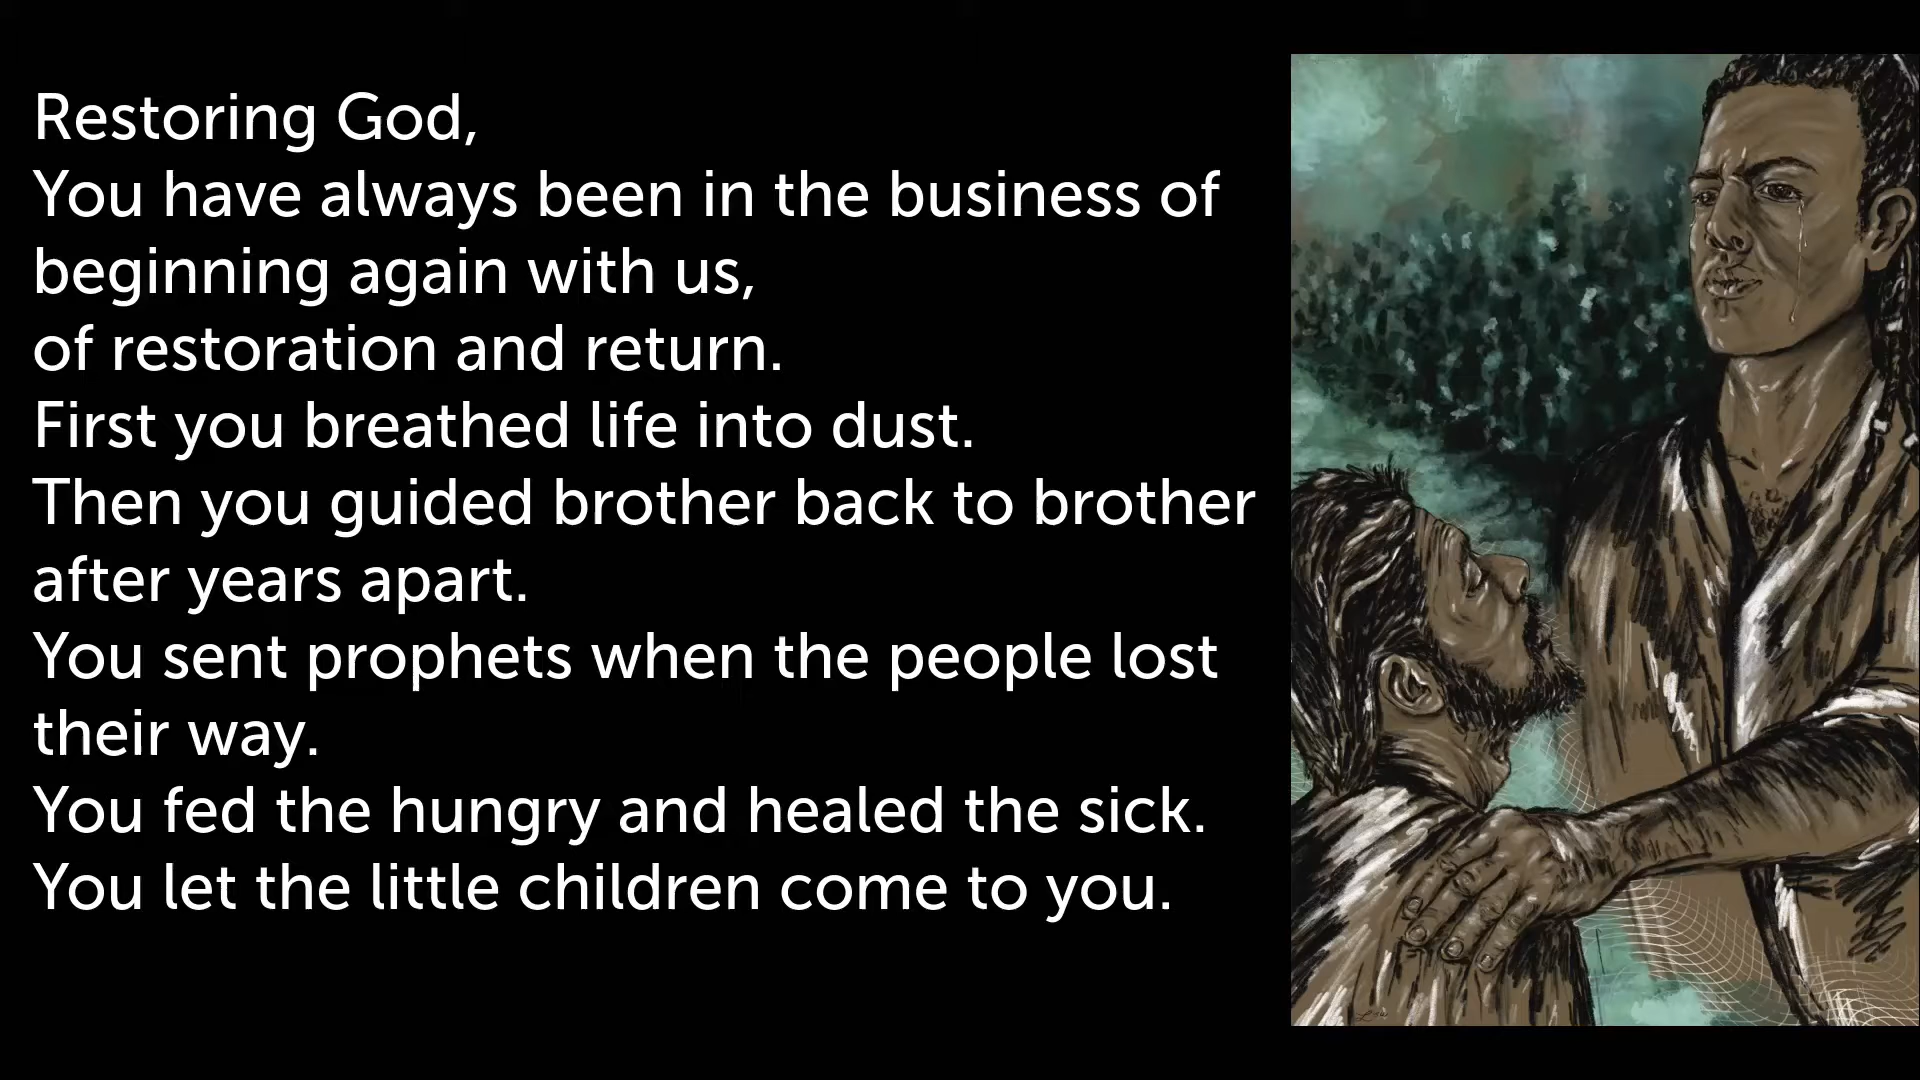 Restoring God,
You have always been in the business of
beginning again with us,
of restoration and return.
First you breathed life into dust.
Then you guided brother back to brother
after years apart.
You sent prophets when the people lost
their way.
You fed the hungry and healed the sick.
You let the little children come to you.